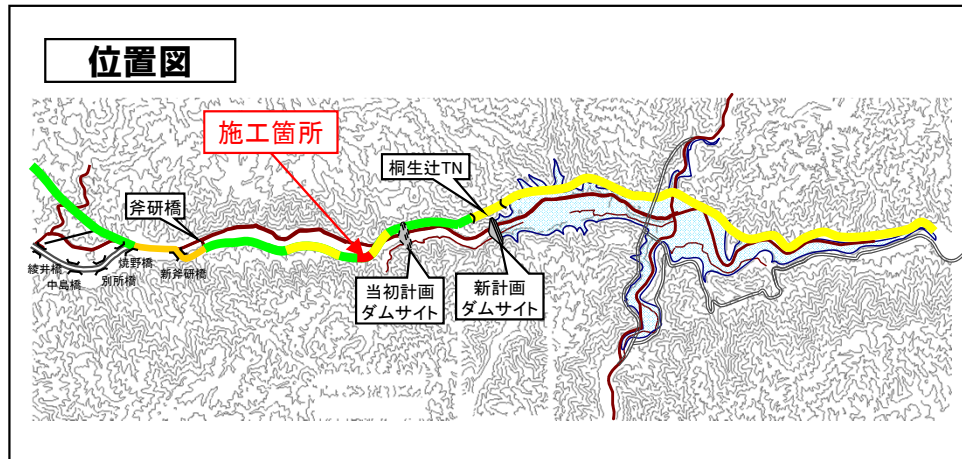 位置図
施工箇所
桐生辻TN
斧研橋
綾井橋
中島橋
別所橋
焼野橋
新斧研橋
当初計画
ダムサイト
新計画
ダムサイト